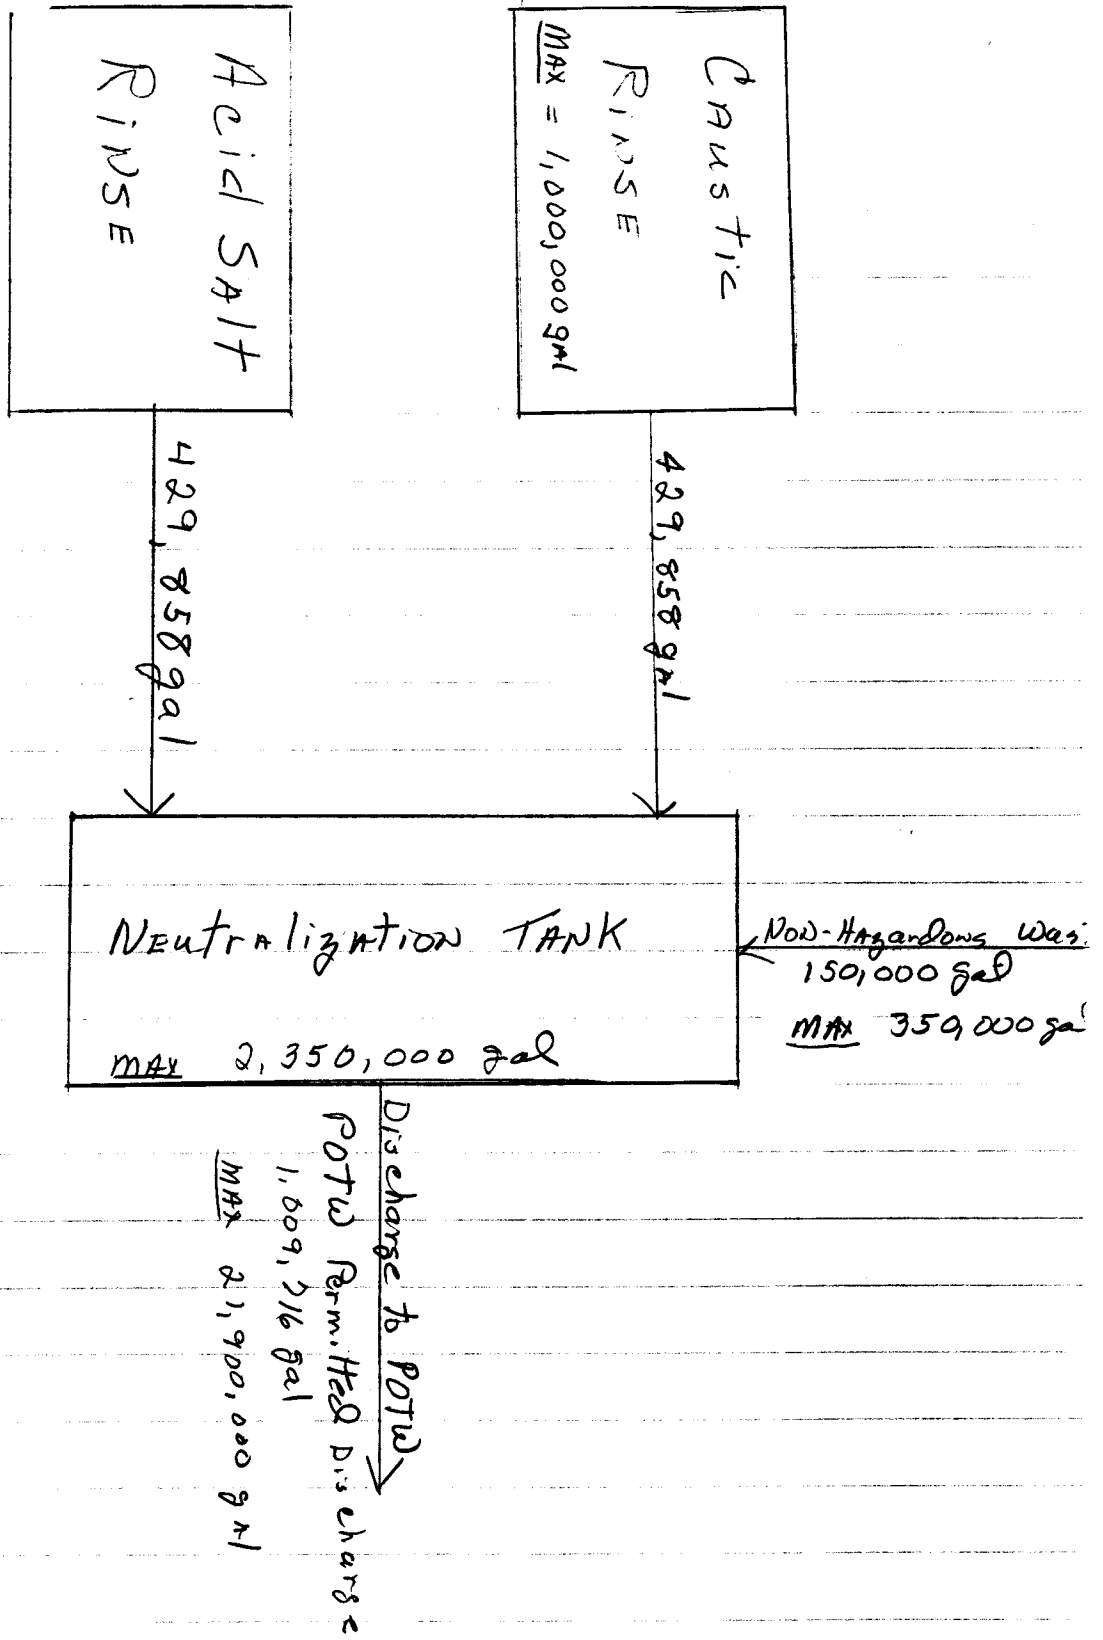 CAustic
RiNSE
MAX = 1,000,000 gAl
Acid SAlt
RiNSE
429,858 gAl
429,858 gal
NEutrAlizAtioN TANK
MAX 2,350,000 gal
NoN-HAzardous Was
150,000 gal
MAX 350,000 ga
Discharge to POTW
POTW Permitted Discharge
1,009,716 gal
MAX 21,900,000 gAl